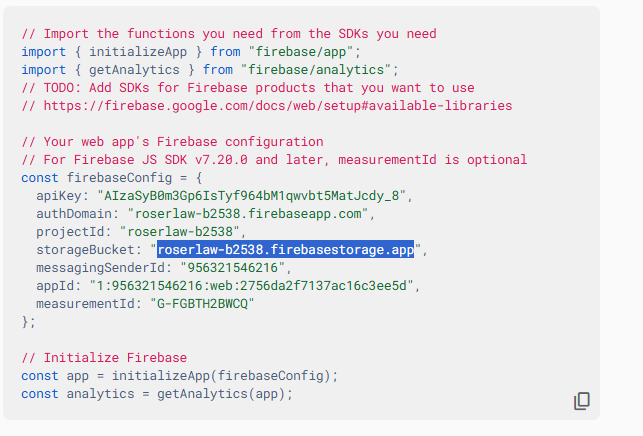 // Import the functions you need from the SDKs you need
import { initializeApp } from "firebase/app";
import { getAnalytics } from "firebase/analytics";
// TODO: Add SDKs for Firebase products that you want to use
// https://firebase.google.com/docs/web/setup#available-libraries
// Your web app's Firebase configuration
// For Firebase JS SDK v7.20.0 and later, measurementId is optional
const firebaseConfig = {
apiKey: "AIzaSyB0m3Gp6IsTyf964bM1qwvbt5MatJcdy_8",
authDomain: "roserlaw-b2538.firebaseapp.com",
projectId: "roserlaw-b2538",
storageBucket: "roserlaw-b2538.firebasestorage.app",
messagingSenderId: "956321546216",
appId: "1:956321546216:web:2756da2f7137ac16c3ee5d",
measurementId: "G-FGBTH2BWCQ"
};
// Initialize Firebase
const app = initializeApp(firebaseConfig);
const analytics = getAnalytics(app);